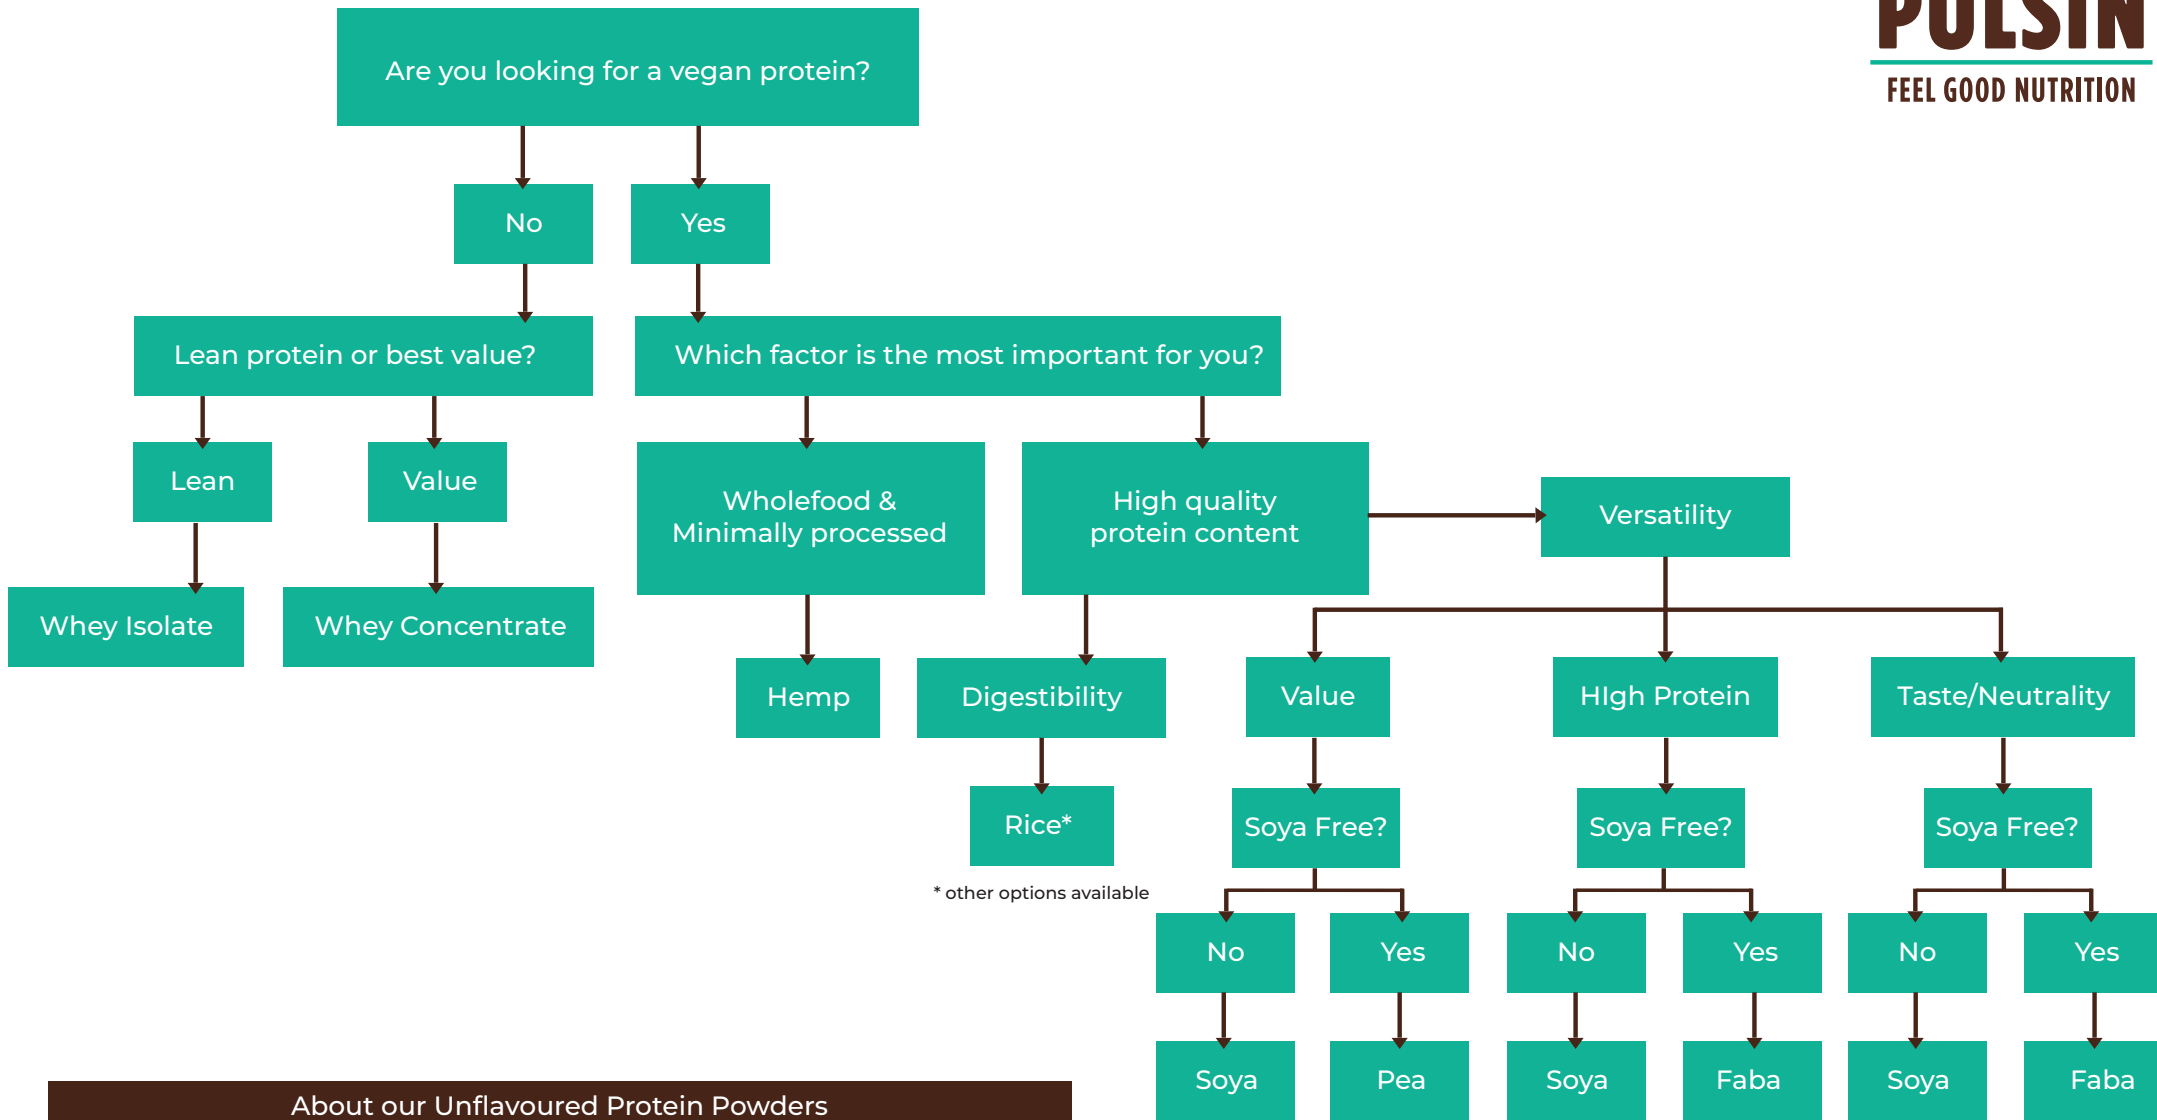 PULSIN
FEEL GOOD NUTRITION
Are you looking for a vegan protein?
No
Yes
Lean protein or best value?
Which factor is the most important for you?
Lean
Value
Wholefood &
Minimally processed
High quality
protein content
Versatility
Whey Isolate
Whey Concentrate
Hemp
Digestibility
Value
HIgh Protein
Taste/Neutrality
Rice*
Soya Free?
Soya Free?
Soya Free?
* other options available
No
Yes
No
Yes
No
Yes
Soya
Pea
Soya
Faba
Soya
Faba
About our Unflavoured Protein Powders